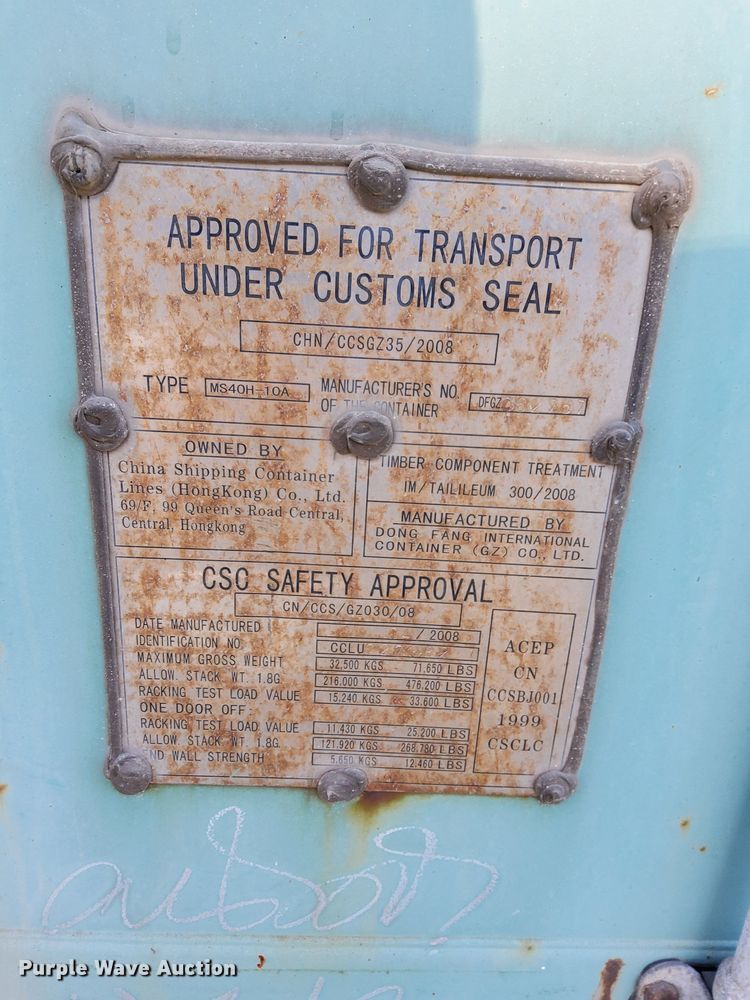 APPROVED FOR TRANSPORT
UNDER CUSTOMS SEAL
CHN/CCSGZ35/2008
TYPE MS40H-10A MANUFACTURER'S NO.
OF THE CONTAINER DFGZ
OWNED BY
China Shipping Container
Lines (HongKong) Co., Ltd.
69/F, 99 Queen's Road Central,
Central, Hongkong
TIMBER COMPONENT TREATMENT
IM/TAILILEUM 300/2008
MANUFACTURED BY
DONG FANG INTERNATIONAL
CONTAINER (GZ) CO., LTD.
CSC SAFETY APPROVAL
CN/CCS/GZ030/08
DATE MANUFACTURED / 2008
IDENTIFICATION NO. CCLU
MAXIMUM GROSS WEIGHT 32,500 KGS 71,650 LBS
ALLOW. STACK. WT. 1.8G 216,000 KGS 476,200 LBS
RACKING TEST LOAD VALUE 15,240 KGS 33,600 LBS
ONE DOOR OFF:
RACKING TEST LOAD VALUE 11,430 KGS 25,200 LBS
ALLOW. STACK. WT. 1.8G 121,920 KGS 268,780 LBS
END WALL STRENGTH 5,650 KGS 12,460 LBS
ACEP
CN
CCSBJ001
1999
CSCLC
Purple Wave Auction